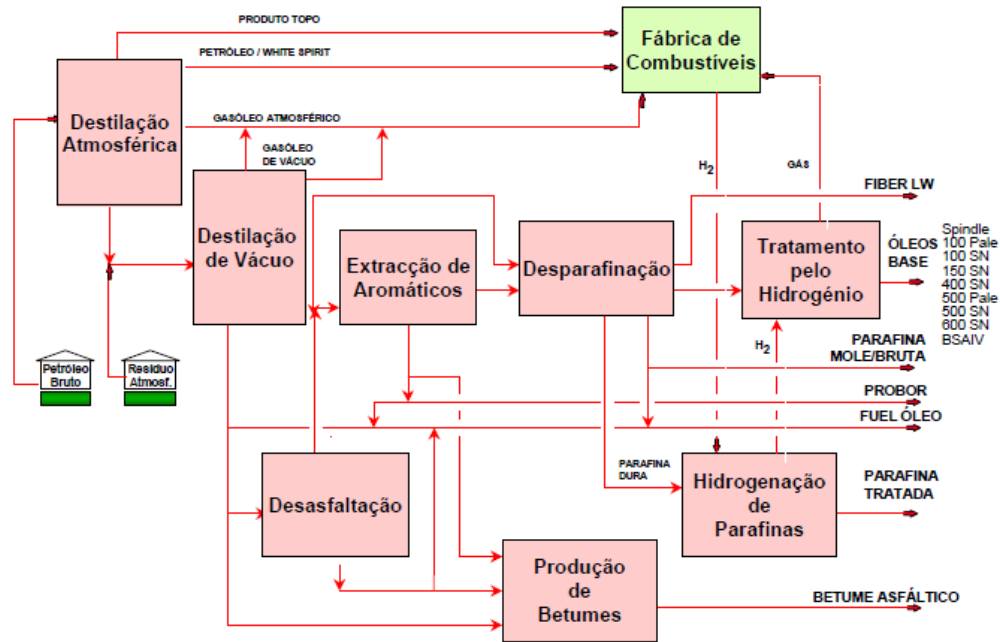 PRODUTO TOPO
PETRÓLEO / WHITE SPIRIT
Fábrica de
Combustíveis
Destilação
Atmosférica
GASÓLEO ATMOSFÉRICO
GASÓLEO
DE VÁCUO
H2
GÁS
FIBER LW
Destilação
de Vácuo
Extracção de
Aromáticos
Desparafinação
Tratamento
pelo
Hidrogénio
ÓLEOS
BASE
Spindle
100 Pale
100 SN
150 SN
400 SN
500 Pale
500 SN
600 SN
BSAIV
H2
PARAFINA
MOLE/BRUTA
Petróleo
Bruto
Resíduo
Atmosf.
PROBOR
FUEL ÓLEO
Desasfaltação
PARAFINA
DURA
Hidrogenação
de
Parafinas
PARAFINA
TRATADA
Produção
de
Betumes
BETUME ASFÁLTICO